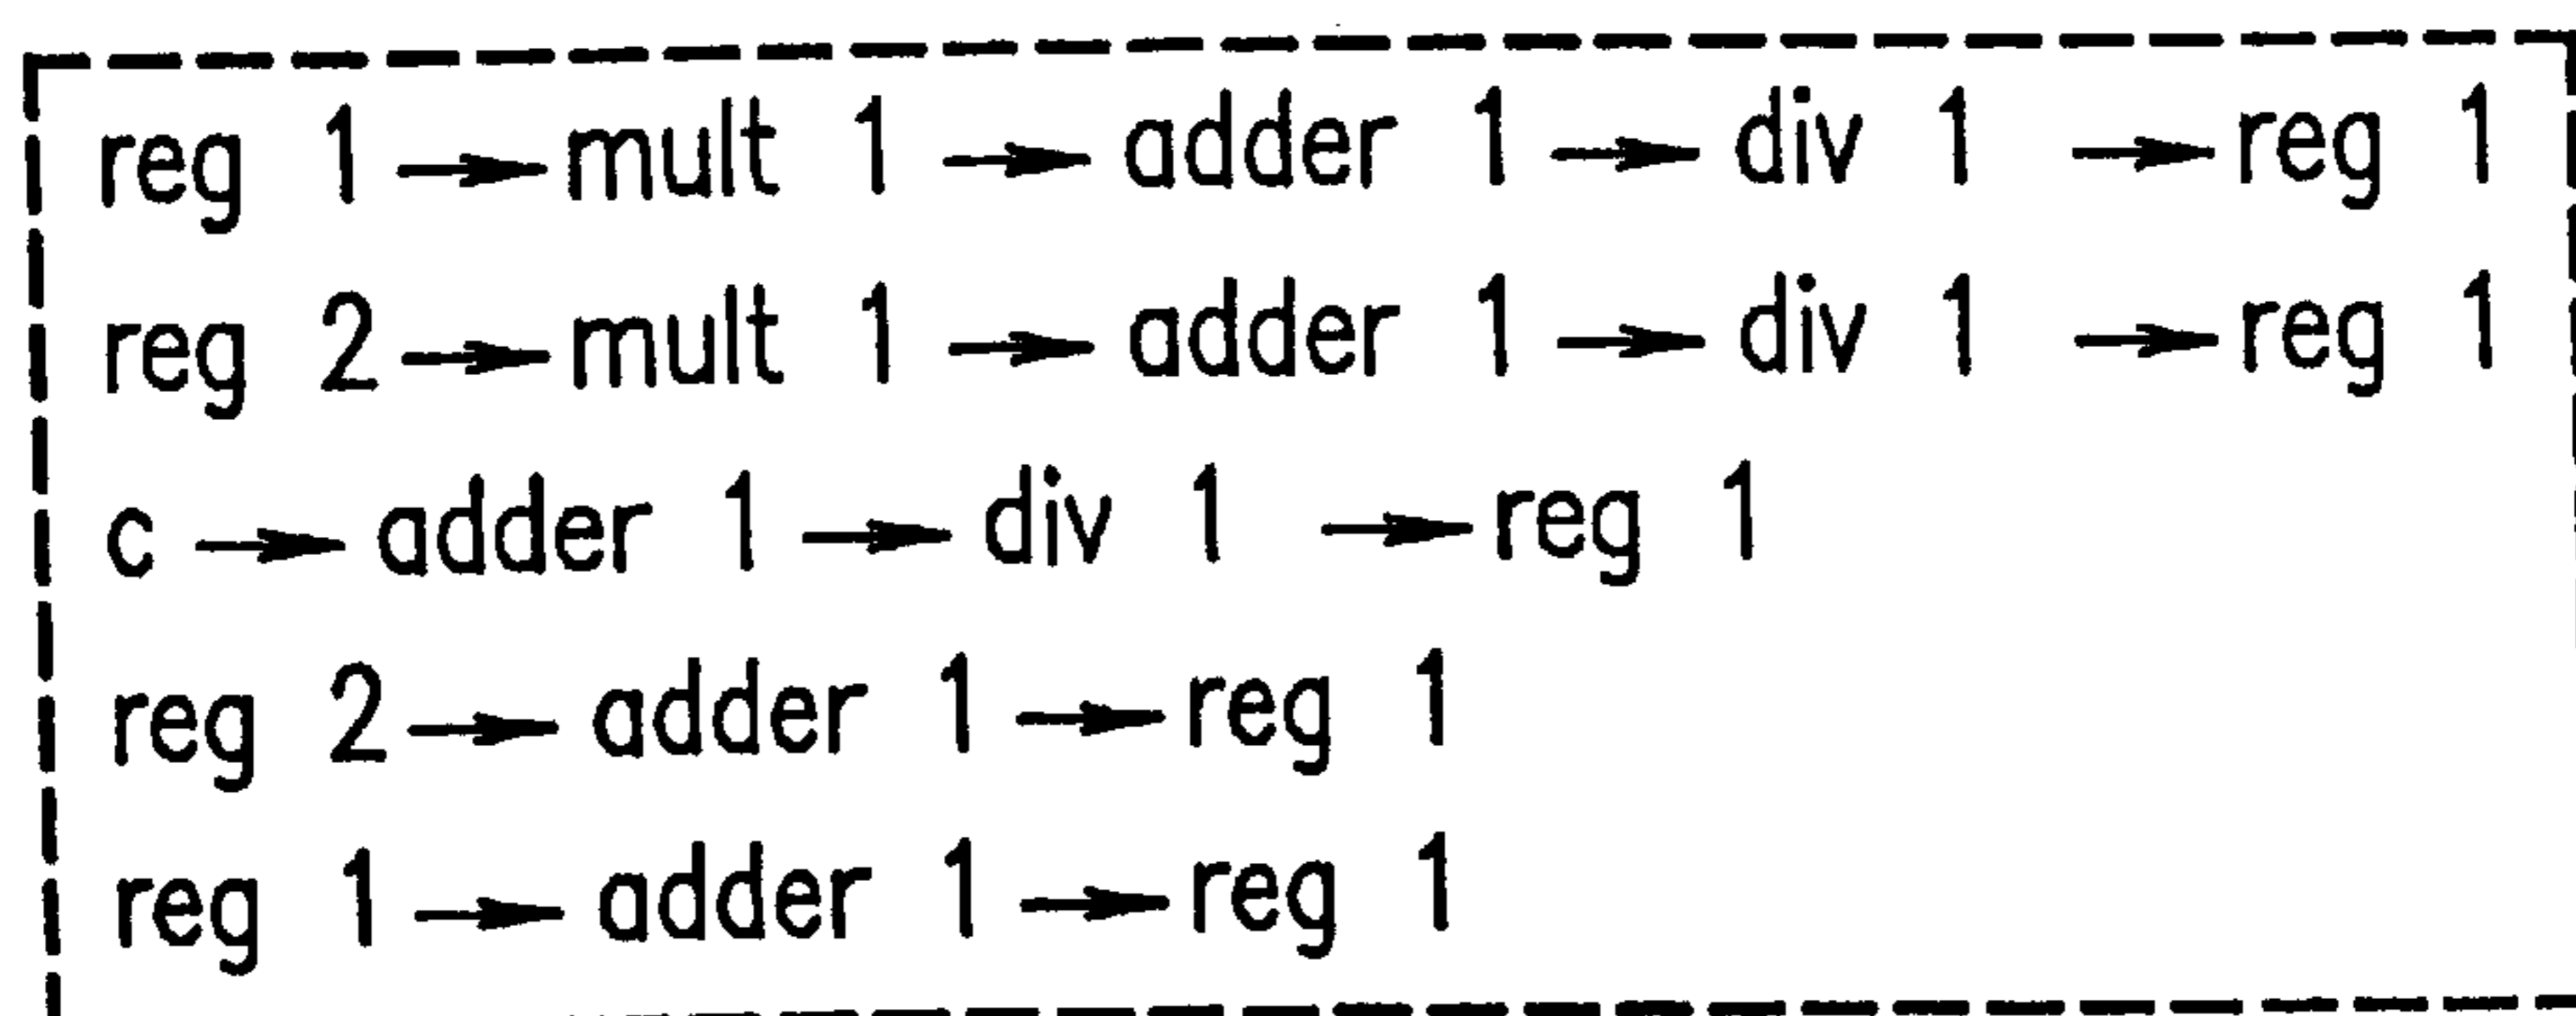 reg 1 → mult 1 → adder 1 → div 1 → reg 1
reg 2 → mult 1 → adder 1 → div 1 → reg 1
c → adder 1 → div 1 → reg 1
reg 2 → adder 1 → reg 1
reg 1 → adder 1 → reg 1